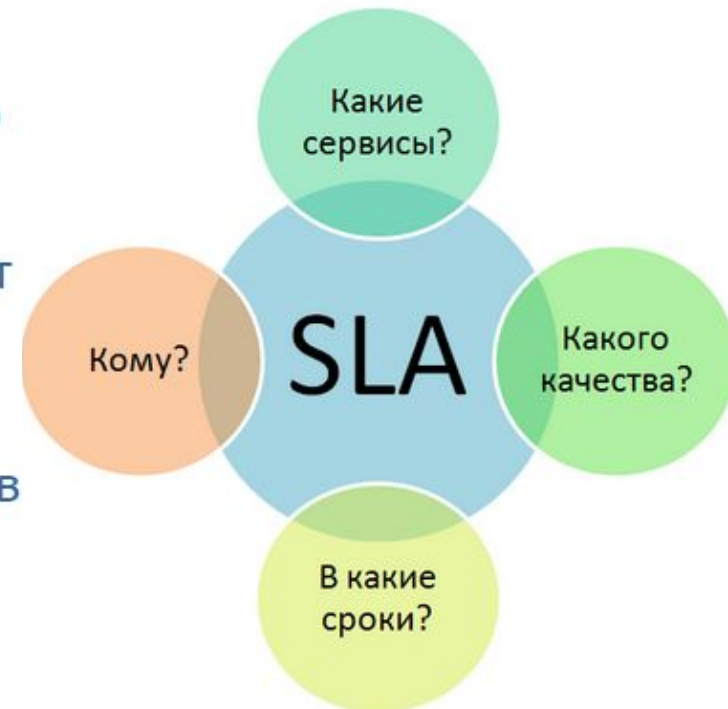 Какие
сервисы?
т
Кому?
SLA
Какого
качества?
в
В какие
сроки?